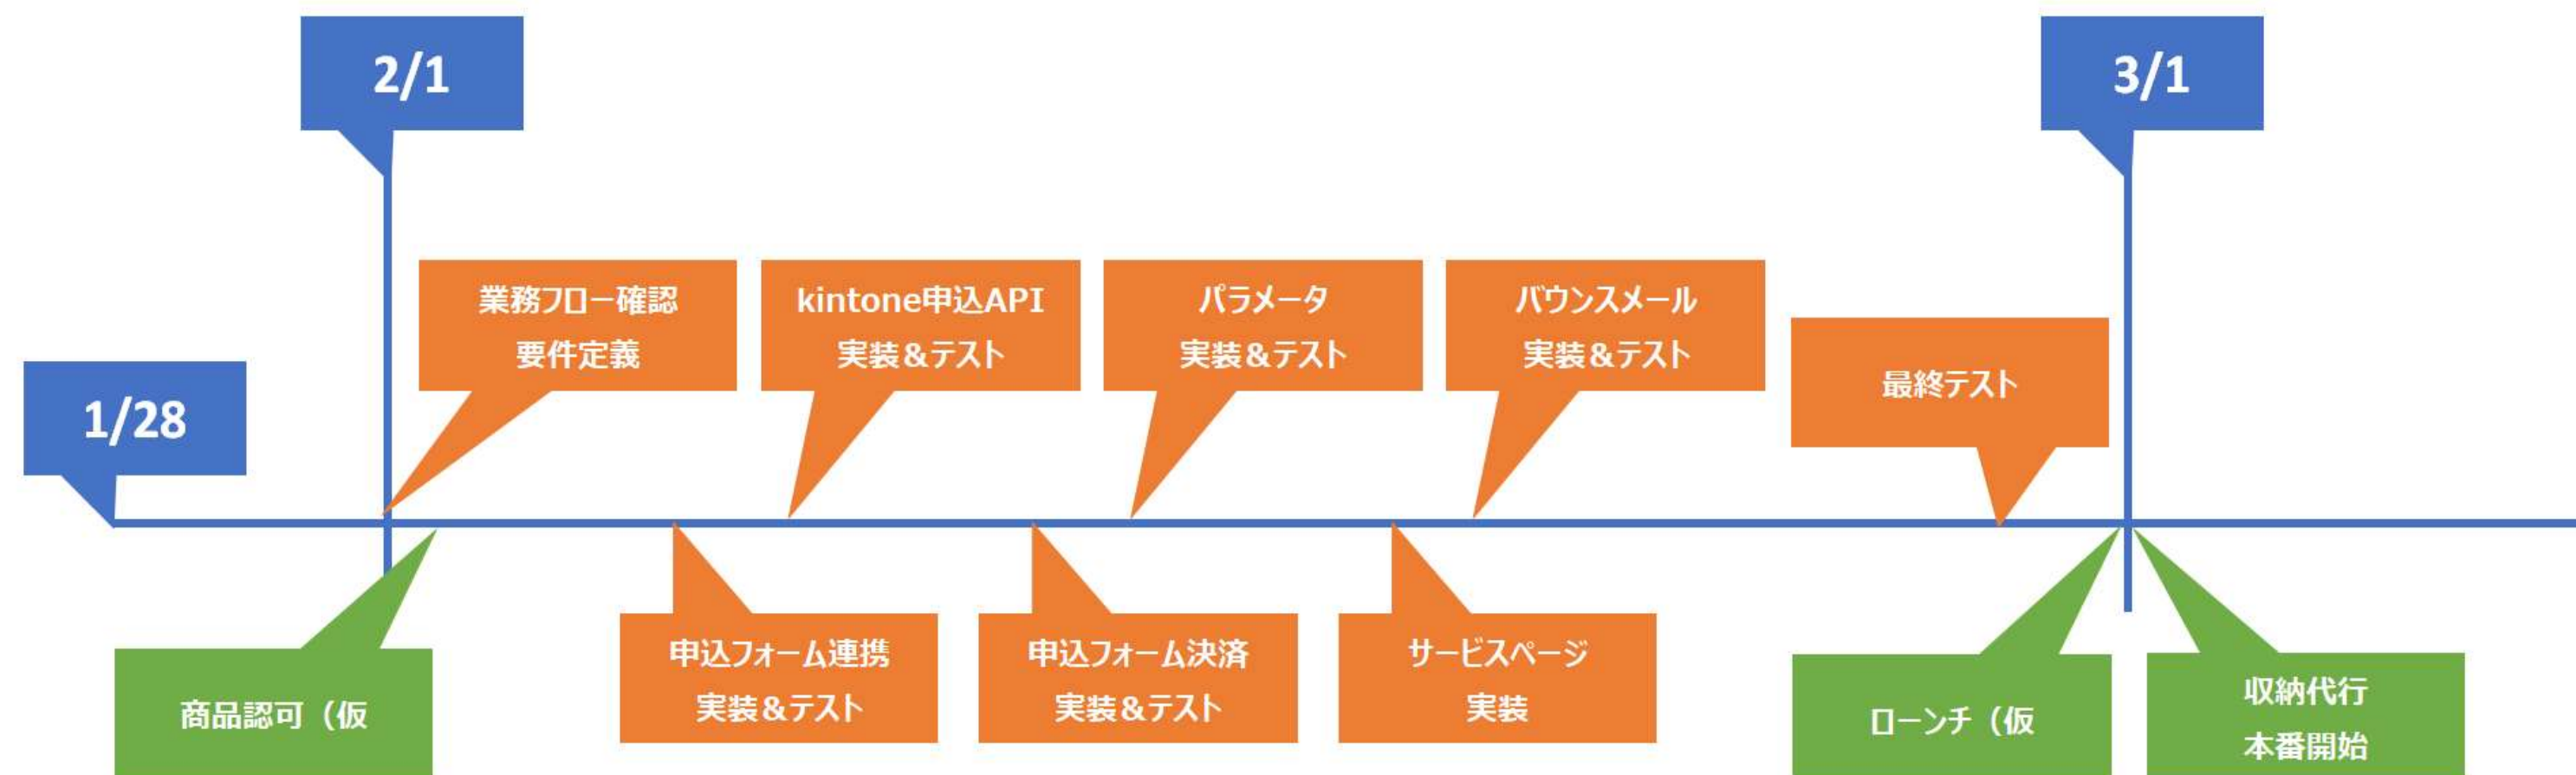 2/1
3/1
1/28
業務フロー確認
要件定義
kintone申込API
実装&テスト
パラメータ
実装&テスト
バウンスメール
実装&テスト
最終テスト
商品認可（仮
申込フォーム連携
実装&テスト
申込フォーム決済
実装&テスト
サービスページ
実装
ローンチ（仮
収納代行
本番開始